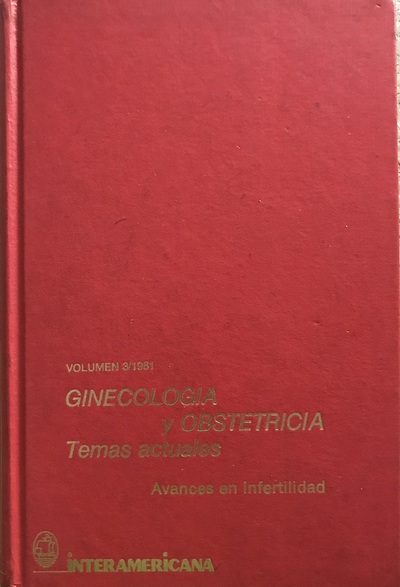 VOLUMEN 3/1981
GINECOLOGIA
y OBSTETRICIA
Temas actuales
Avances en infertilidad
INTERAMERICANA